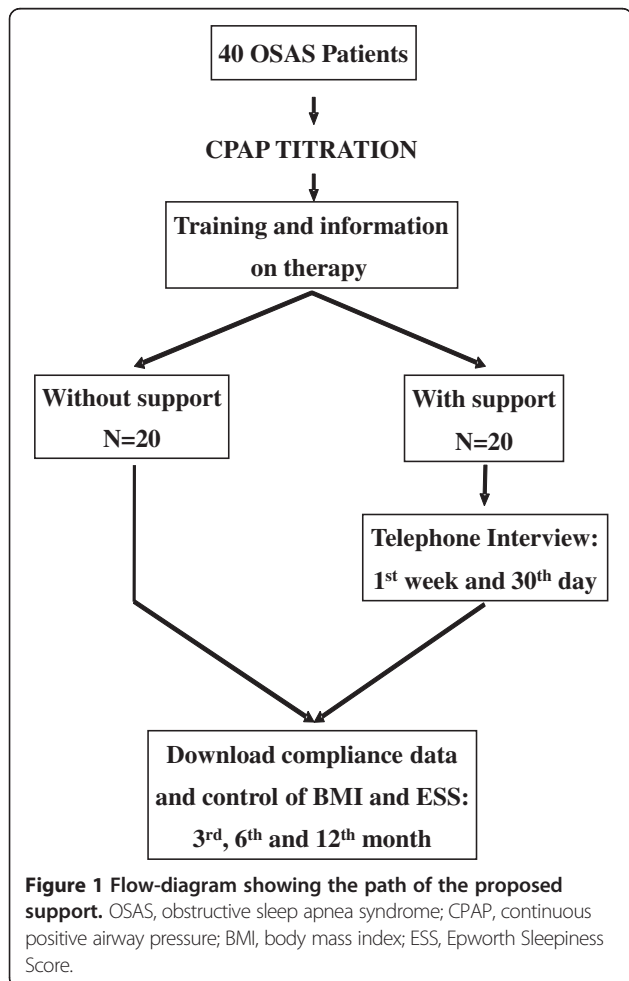 40 OSAS Patients
CPAP TITRATION
Training and information
on therapy
Without support
N=20
With support
N=20
Telephone Interview:
1st week and 30th day
Download compliance data
and control of BMI and ESS:
3rd, 6th and 12th month
Figure 1 Flow-diagram showing the path of the proposed
support. OSAS, obstructive sleep apnea syndrome; CPAP, continuous
positive airway pressure; BMI, body mass index; ESS, Epworth Sleepiness
Score.